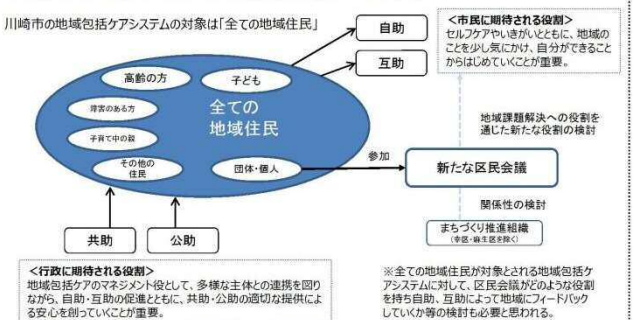 川崎市の地域包括ケアシステムの対象は「全ての地域住民」
自助
互助
<市民に期待される役割>
セルフケアやいきがいとともに、地域の
ことを少し気にかけ、自分ができること
からはじめていくことが重要。
高齢の方
子ども
障害のある方
子育て中の親
その他の
住民
全ての
地域住民
団体・個人
参加
地域課題解決への役割を
通じた新たな役割の検討
新たな区民会議
関係性の検討
まちづくり推進組織
(幸区・麻生区を除く)
共助
公助
<行政に期待される役割>
地域包括ケアのマネジメント役として、多様な主体との連携を図り
ながら、自助・互助の促進とともに、共助・公助の適切な提供によ
る安心を創っていくことが重要。
※全ての地域住民が対象とされる地域包括ケ
アシステムに対して、区民会議がどのような役割
を持ち自助、互助によって地域にフィードバック
していくか等の検討も必要と思われる。